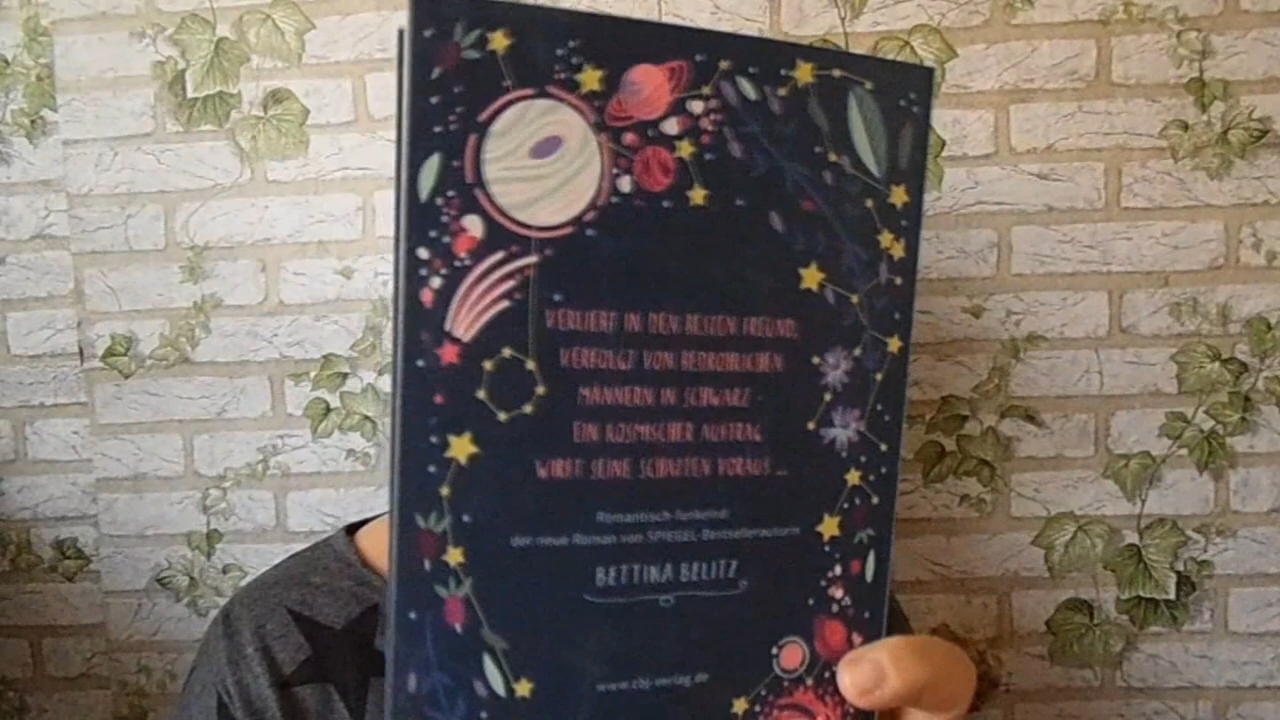 VERLIEBT IN DEN BESTEN FREUND,
VERFOLGT VON BEDROHLICHEN
MÄNNERN IN SCHWARZ -
EIN KOSMISCHER AUFTRAG
WIRFT SEINE SCHATTEN VORAUS ...
Romantisch-funkelnd:
der neue Roman von SPIEGEL-Bestsellerautorin
BETTINA BELITZ
www.cbj-verlag.de